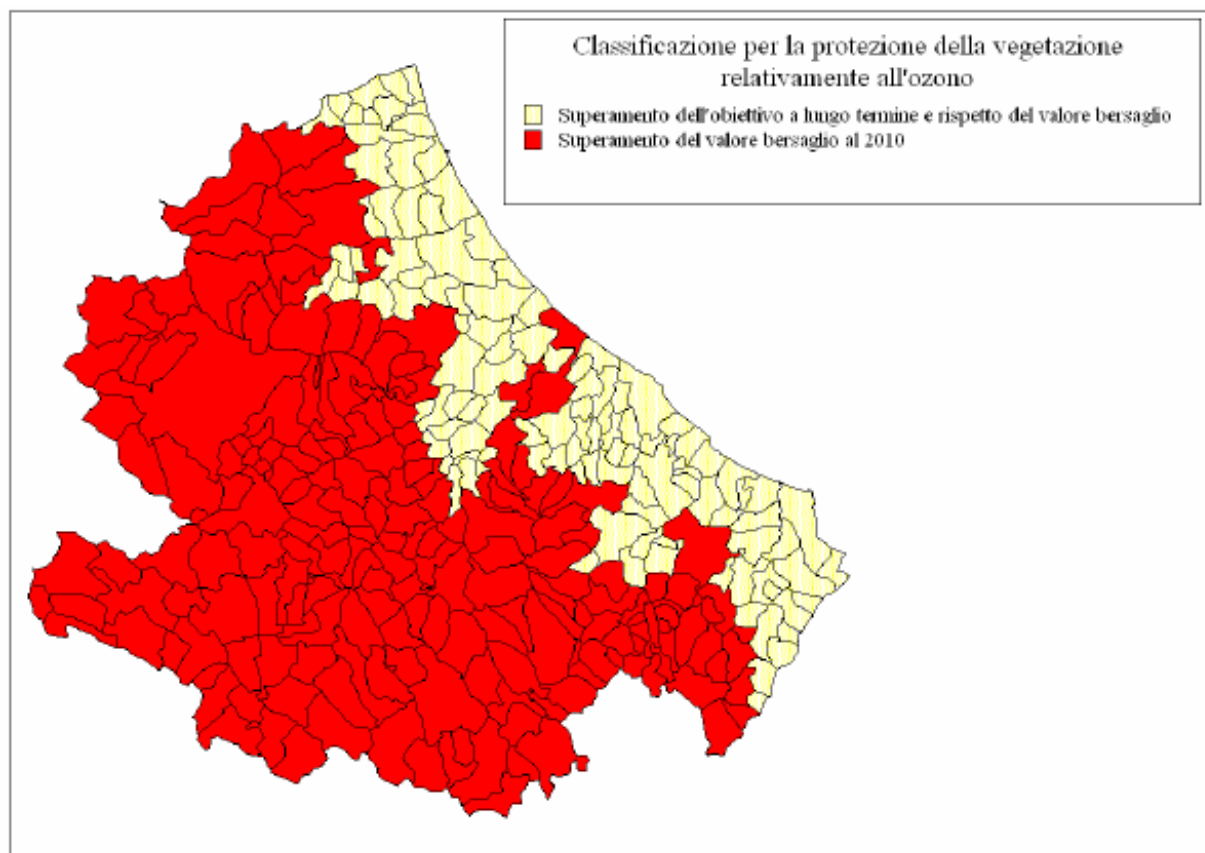 Classificazione per la protezione della vegetazione
relativamente all'ozono
Superamento dell'obiettivo a lungo termine e rispetto del valore bersaglio
Superamento del valore bersaglio al 2010